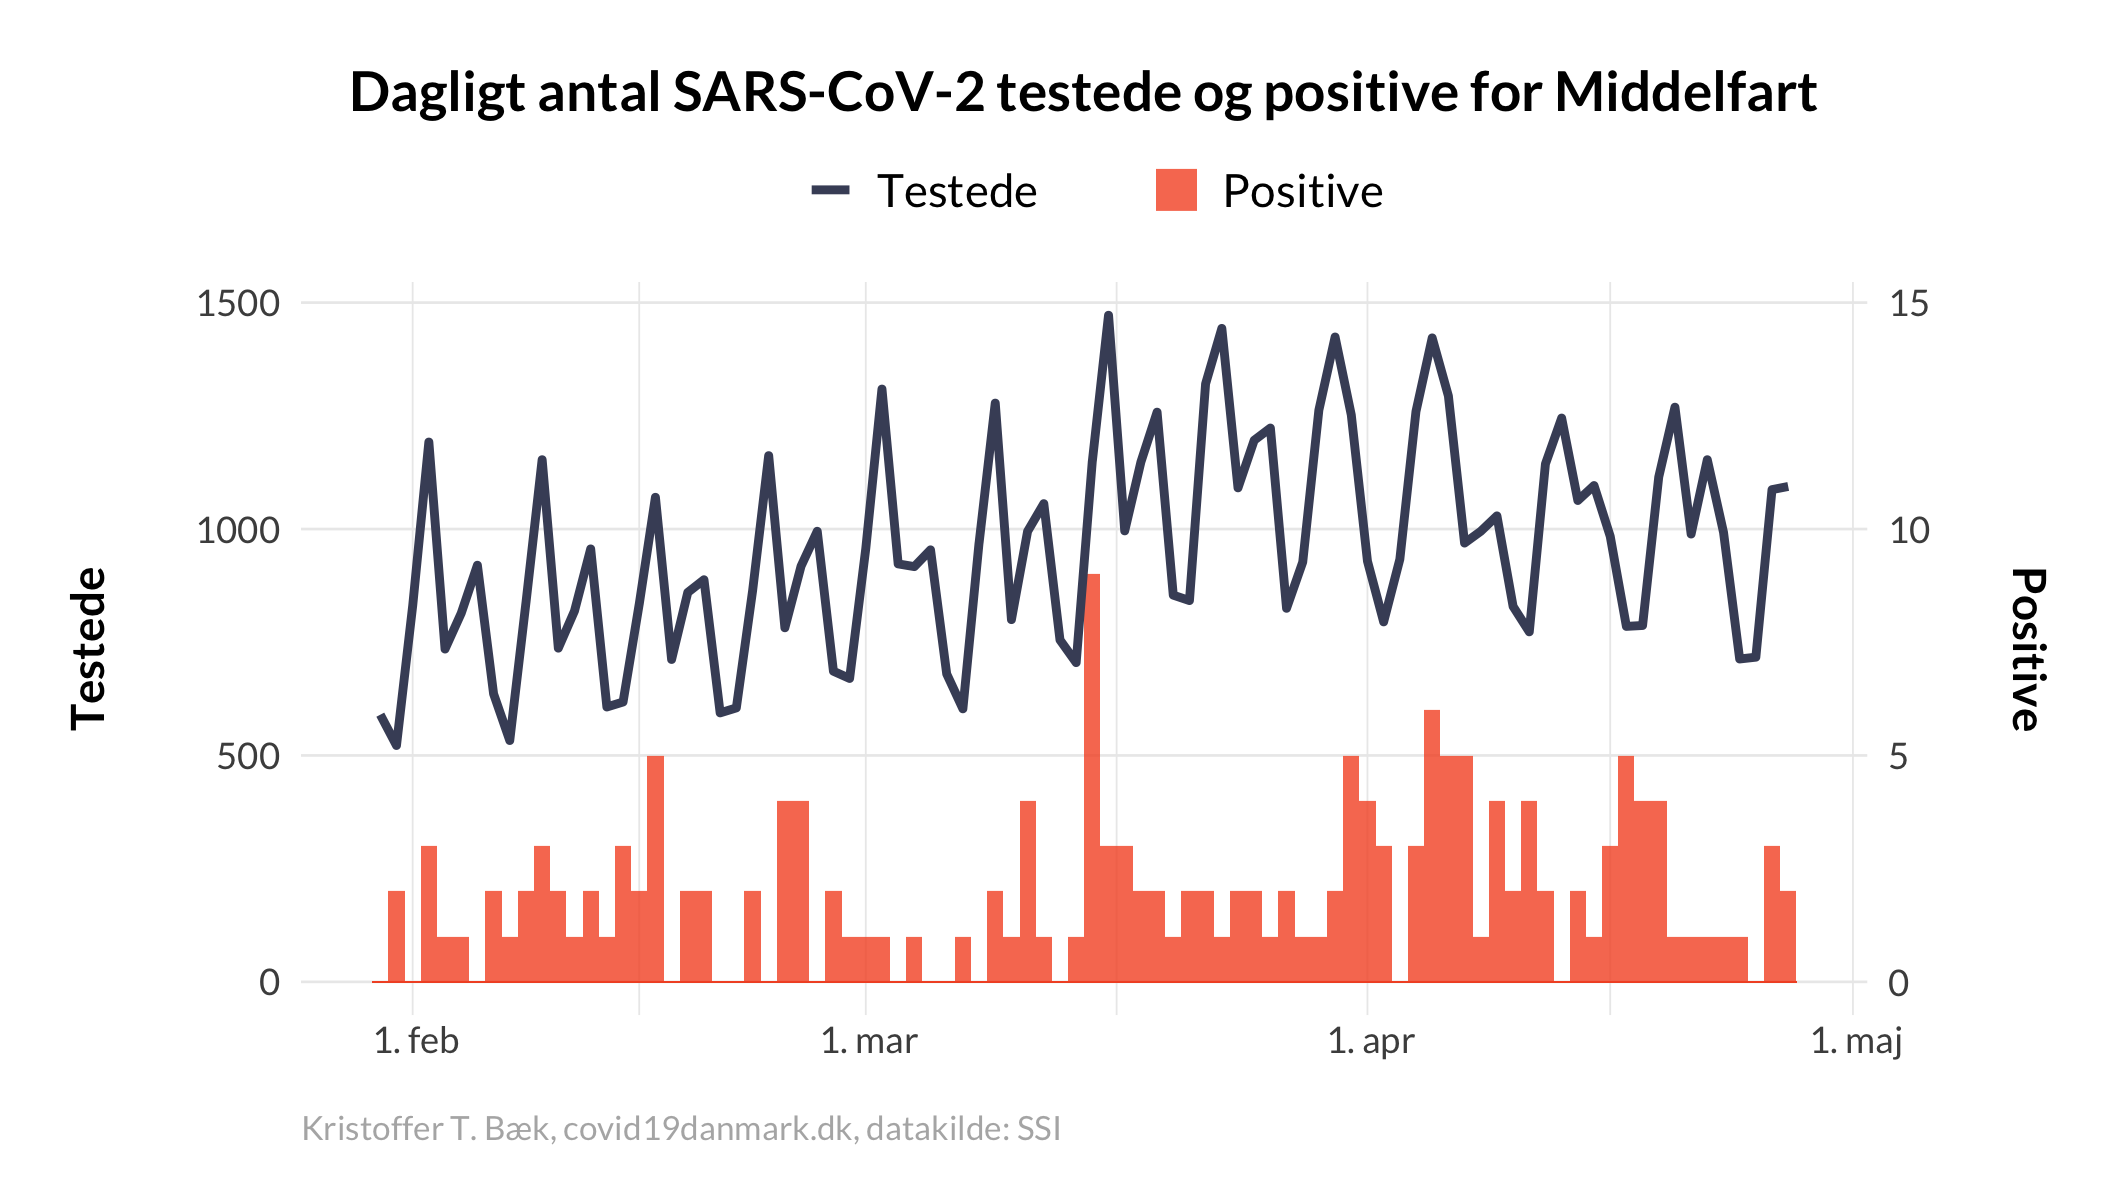 Dagligt antal SARS-CoV-2 testede og positive for Middelfart
Testede
Positive
1500
1000
500
0
Testede
15
10
5
0
Positive
1. feb
1. mar
1. apr
1. maj
Kristoffer T. Bæk, covid19danmark.dk, datakilde: SSI